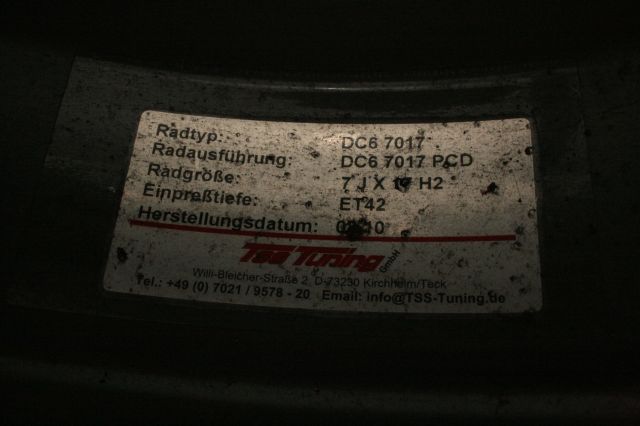 Radtyp: DC6 7017
Radausführung: DC6 7017 PCD
Radgröße: 7 J X H2
Einpreßtiefe: ET42
Herstellungsdatum:
TSS Tuning GmbH
Willi-Bleicher-Straße 2, D-73230 Kirchheim/Teck
Tel.: +49 (0) 7021 / 9578 - 20 Email: info@TSS-Tuning.de